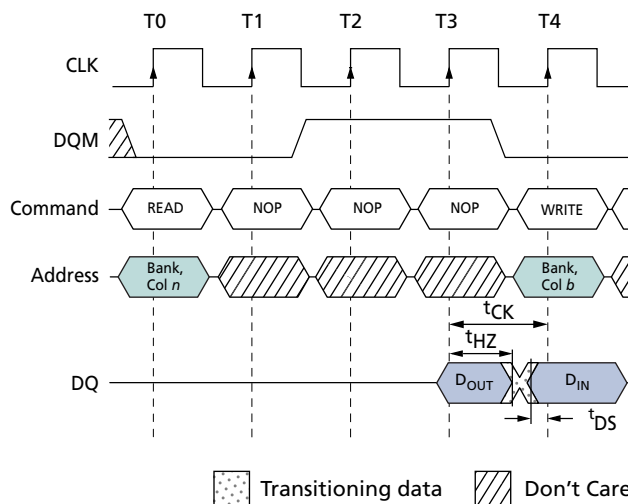 T0 T1 T2 T3 T4
CLK
DQM
Command READ NOP NOP NOP WRITE
Address Bank, Col n Bank, Col b
tCK
tHZ
DQ DOUT DIN
tDS
Transitioning data Don't Care